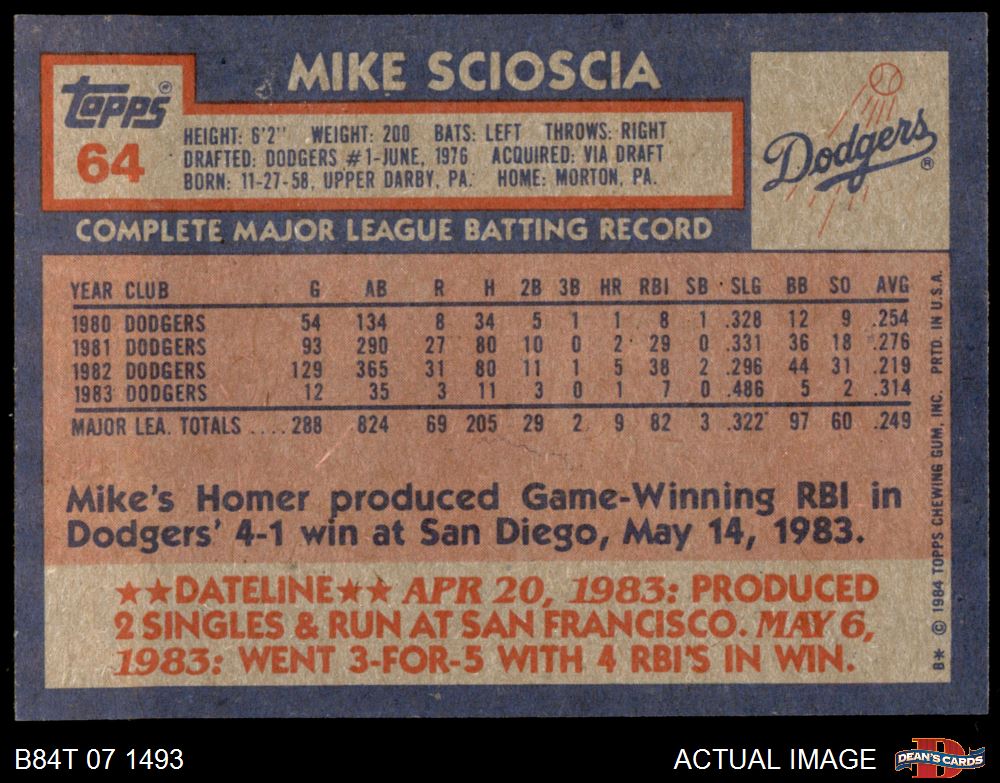 MIKE SCIOSCIA
topps®
64
HEIGHT: 6'2" WEIGHT: 200 BATS: LEFT THROWS: RIGHT
DRAFTED: DODGERS #1-JUNE, 1976 ACQUIRED: VIA DRAFT
BORN: 11-27-58, UPPER DARBY, PA. HOME: MORTON, PA.
Dodgers®
COMPLETE MAJOR LEAGUE BATTING RECORD
YEAR CLUB G AB R H 2B 3B HR RBI SB SLG BB SO AVG
1980 DODGERS 54 134 8 34 5 1 1 8 1 .328 12 9 .254
1981 DODGERS 93 290 27 80 10 0 2 29 0 .331 36 18 .276
1982 DODGERS 129 365 31 80 11 1 5 38 2 .296 44 31 .219
1983 DODGERS 12 35 3 11 3 0 1 7 0 .486 5 2 .314
MAJOR LEA. TOTALS .... 288 824 69 205 29 2 9 82 3 .322 97 60 .249
Mike's Homer produced Game-Winning RBI in
Dodgers' 4-1 win at San Diego, May 14, 1983.
★★DATELINE★★ APR 20, 1983: PRODUCED
2 SINGLES & RUN AT SAN FRANCISCO. MAY 6,
1983: WENT 3-FOR-5 WITH 4 RBI'S IN WIN.
B* © 1984 TOPPS CHEWING GUM, INC. PRTD. IN U.S.A.
B84T 07 1493
ACTUAL IMAGE
DEAN'S CARDS